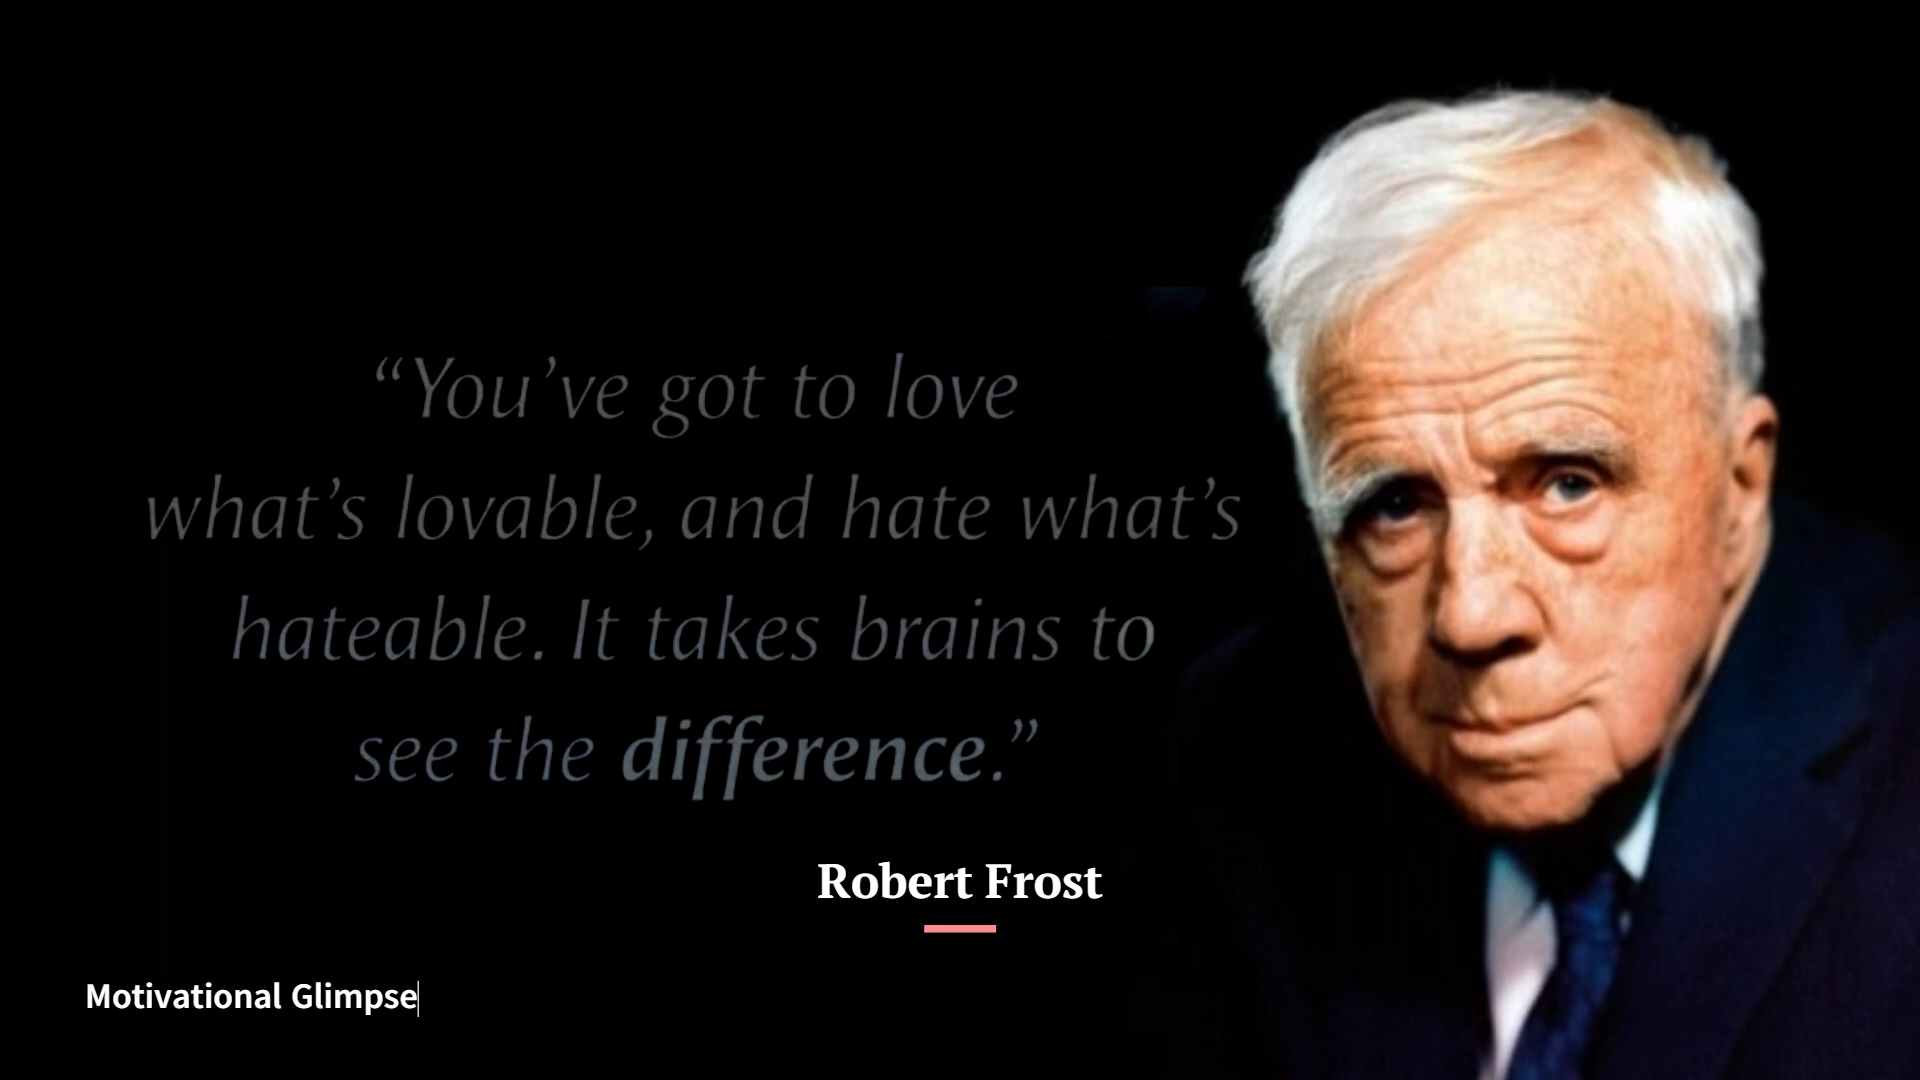 “You’ve got to love
what’s lovable, and hate what’s
hateable. It takes brains to
see the difference.”
Robert Frost
Motivational Glimpse